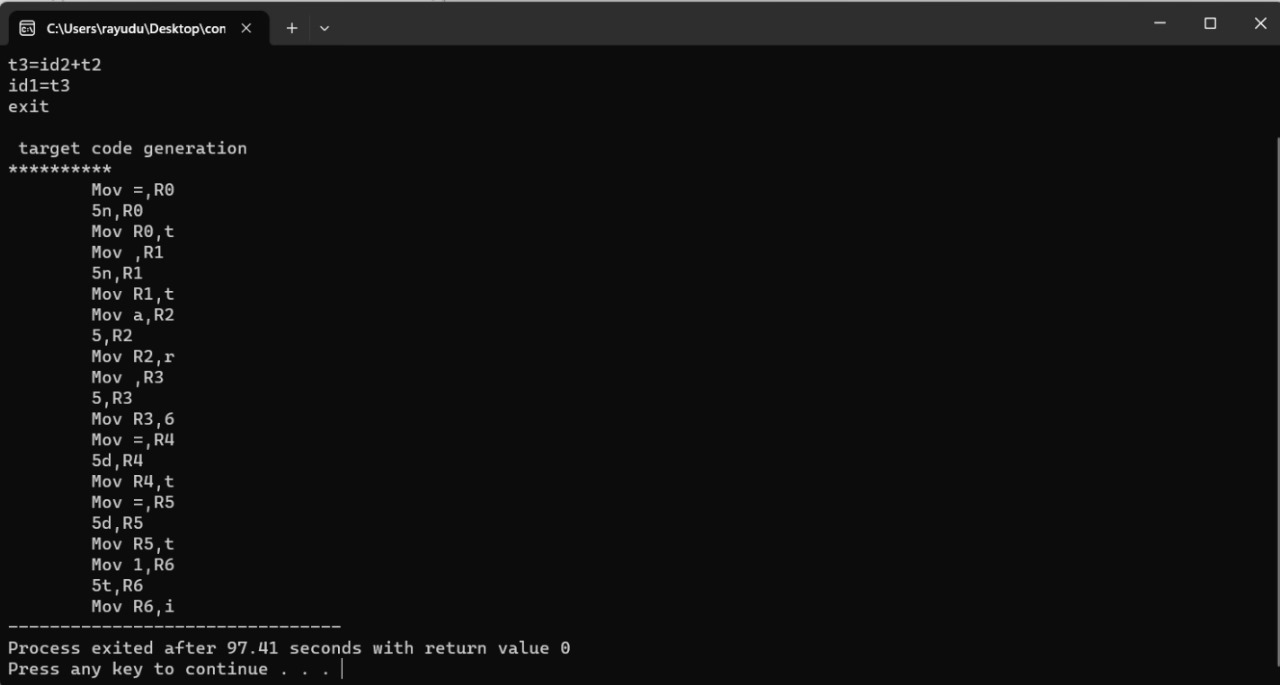 C:\Users\rayudu\Desktop\con
t3=id2+t2
id1=t3
exit
target code generation
**********
Mov =,R0
5n,R0
Mov R0,t
Mov ,R1
5n,R1
Mov R1,t
Mov a,R2
5,R2
Mov R2,r
Mov ,R3
5,R3
Mov R3,6
Mov =,R4
5d,R4
Mov R4,t
Mov =,R5
5d,R5
Mov R5,t
Mov 1,R6
5t,R6
Mov R6,i
--------------------------------
Process exited after 97.41 seconds with return value 0
Press any key to continue . . .